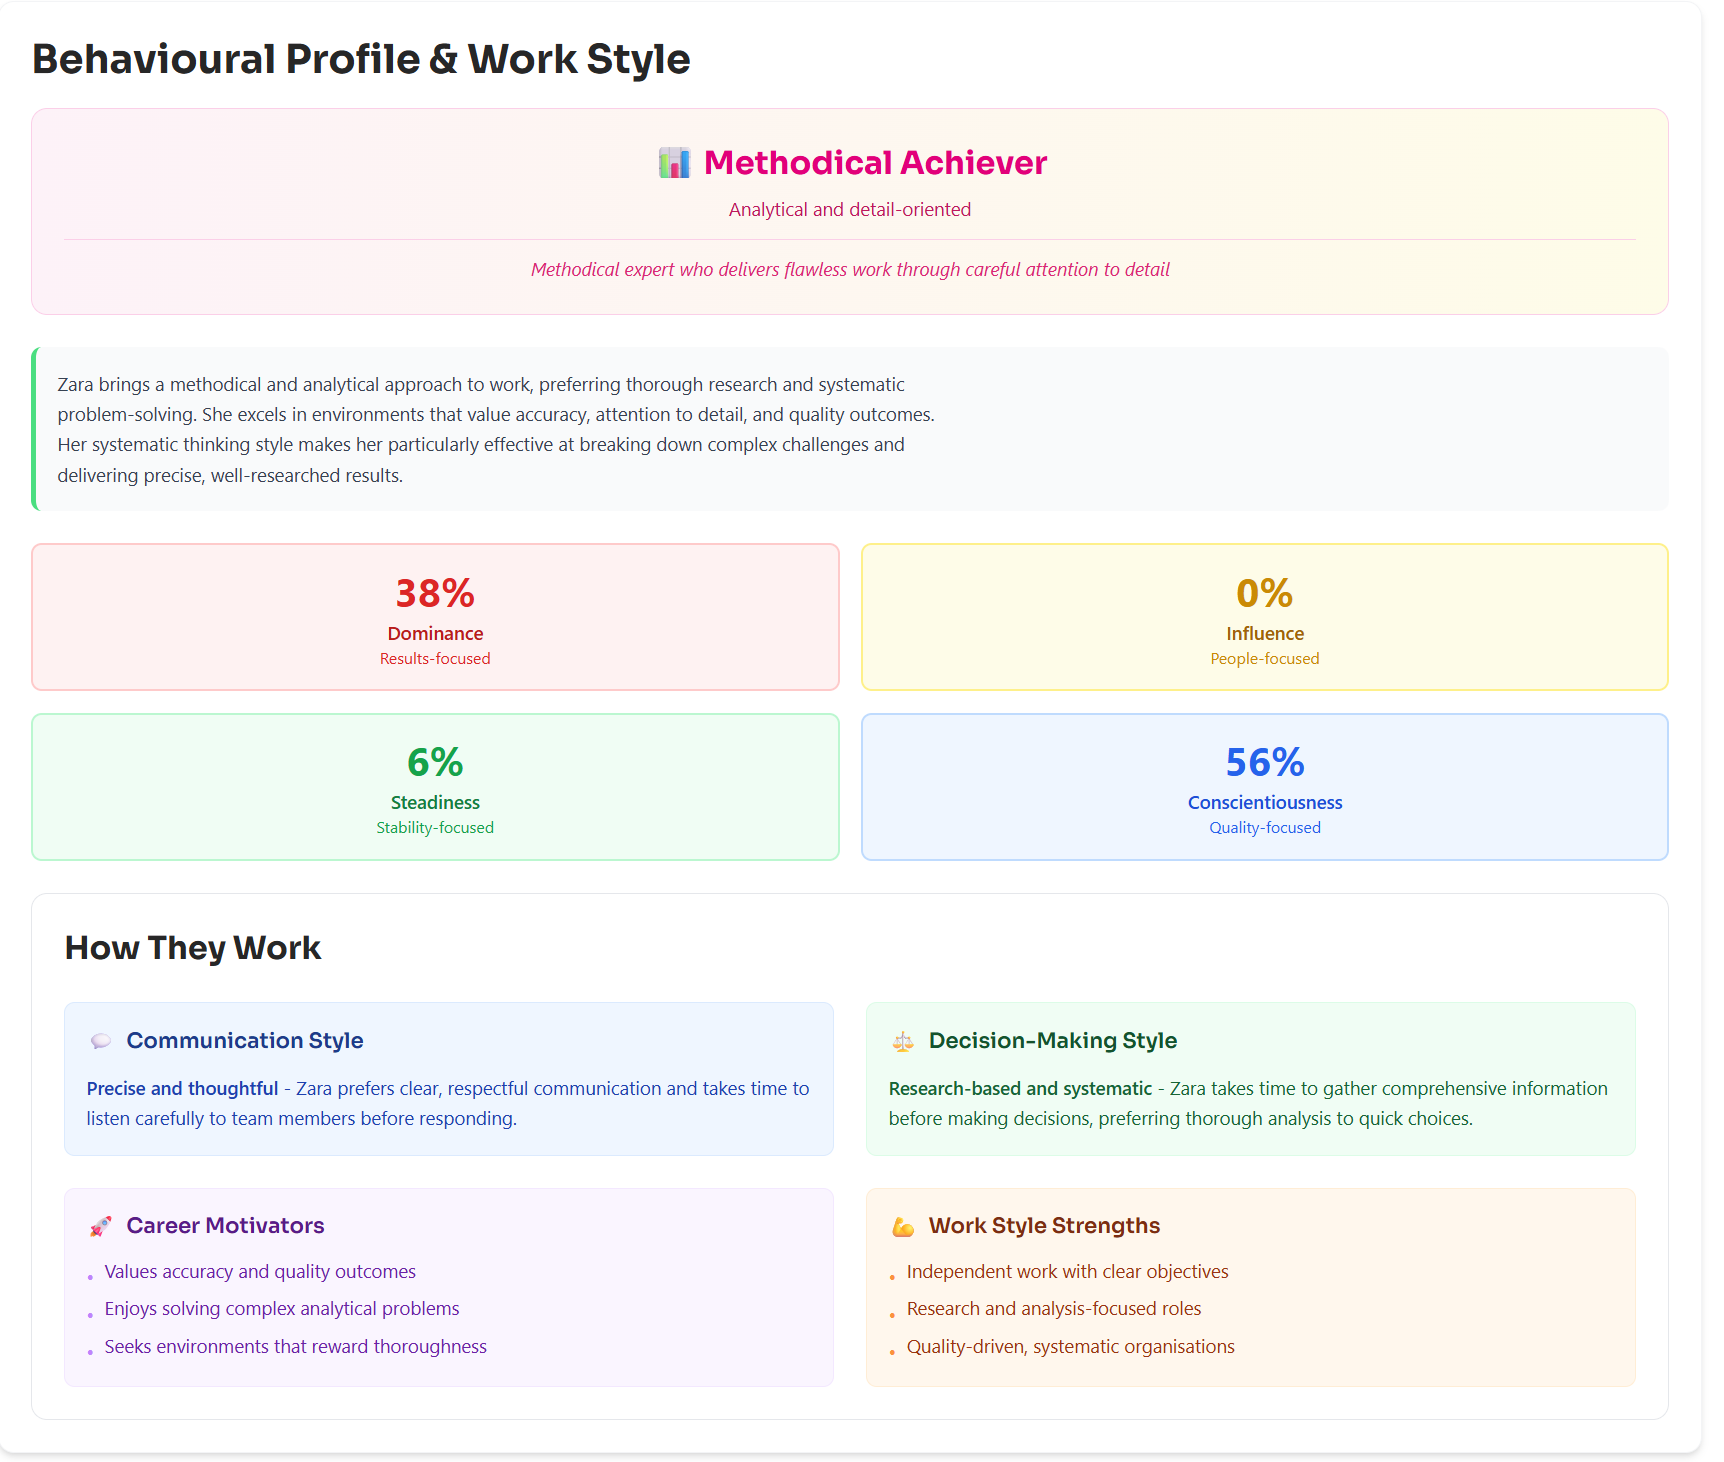 Behavioural Profile & Work Style
Methodical Achiever
Analytical and detail-oriented
Methodical expert who delivers flawless work through careful attention to detail
Zara brings a methodical and analytical approach to work, preferring thorough research and systematic
problem-solving. She excels in environments that value accuracy, attention to detail, and quality outcomes.
Her systematic thinking style makes her particularly effective at breaking down complex challenges and
delivering precise, well-researched results.
38%
Dominance
Results-focused
0%
Influence
People-focused
6%
Steadiness
Stability-focused
56%
Conscientiousness
Quality-focused
How They Work
Communication Style
Precise and thoughtful - Zara prefers clear, respectful communication and takes time to
listen carefully to team members before responding.
Decision-Making Style
Research-based and systematic - Zara takes time to gather comprehensive information
before making decisions, preferring thorough analysis to quick choices.
Career Motivators
• Values accuracy and quality outcomes
• Enjoys solving complex analytical problems
• Seeks environments that reward thoroughness
Work Style Strengths
• Independent work with clear objectives
• Research and analysis-focused roles
• Quality-driven, systematic organisations